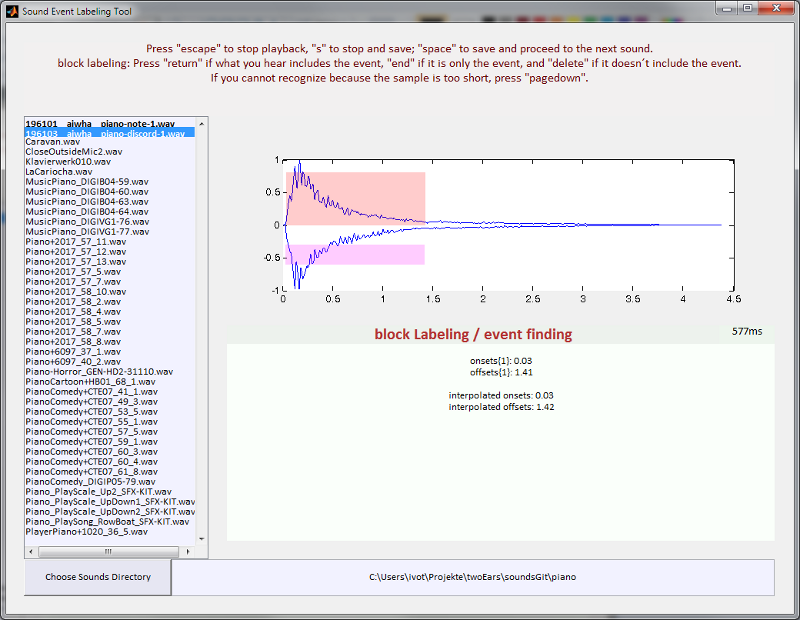 Sound Event Labeling Tool
Press "escape" to stop playback, "s" to stop and save; "space" to save and proceed to the next sound.
block labeling: Press "return" if what you hear includes the event, "end" if it is only the event, and "delete" if it doesn´t include the event.
If you cannot recognize because the sample is too short, press "pagedown".
196101__aiwha__piano-note-1.wav
196103__aiwha__piano-discord-1.wav
Caravan.wav
CloseOutsideMic2.wav
Klavierwerk010.wav
LaCariocha.wav
MusicPiano_DIGIB04-59.wav
MusicPiano_DIGIB04-60.wav
MusicPiano_DIGIB04-63.wav
MusicPiano_DIGIB04-64.wav
MusicPiano_DIGIVG1-76.wav
MusicPiano_DIGIVG1-77.wav
Piano+2017_57_11.wav
Piano+2017_57_12.wav
Piano+2017_57_13.wav
Piano+2017_57_5.wav
Piano+2017_57_7.wav
Piano+2017_58_10.wav
Piano+2017_58_2.wav
Piano+2017_58_4.wav
Piano+2017_58_5.wav
Piano+2017_58_7.wav
Piano+2017_58_8.wav
Piano+6097_37_1.wav
Piano+6097_40_2.wav
Piano-Horror_GEN-HD2-31110.wav
PianoCartoon+HB01_68_1.wav
PianoComedy+CTE07_41_1.wav
PianoComedy+CTE07_49_3.wav
PianoComedy+CTE07_53_5.wav
PianoComedy+CTE07_55_1.wav
PianoComedy+CTE07_57_5.wav
PianoComedy+CTE07_59_1.wav
PianoComedy+CTE07_60_3.wav
PianoComedy+CTE07_60_4.wav
PianoComedy+CTE07_61_8.wav
PianoComedy_DIGIP05-79.wav
Piano_PlayScale_Up2_SFX-KIT.wav
Piano_PlayScale_UpDown1_SFX-KIT.wav
Piano_PlayScale_UpDown2_SFX-KIT.wav
Piano_PlaySong_RowBoat_SFX-KIT.wav
PlayerPiano+1020_36_5.wav
1
0.5
0
-0.5
-1
0 0.5 1 1.5 2 2.5 3 3.5 4 4.5
block Labeling / event finding
577ms
onsets{1}: 0.03
offsets{1}: 1.41
interpolated onsets: 0.03
interpolated offsets: 1.42
Choose Sounds Directory
C:\Users\ivot\Projekte\twoEars\soundsGit\piano